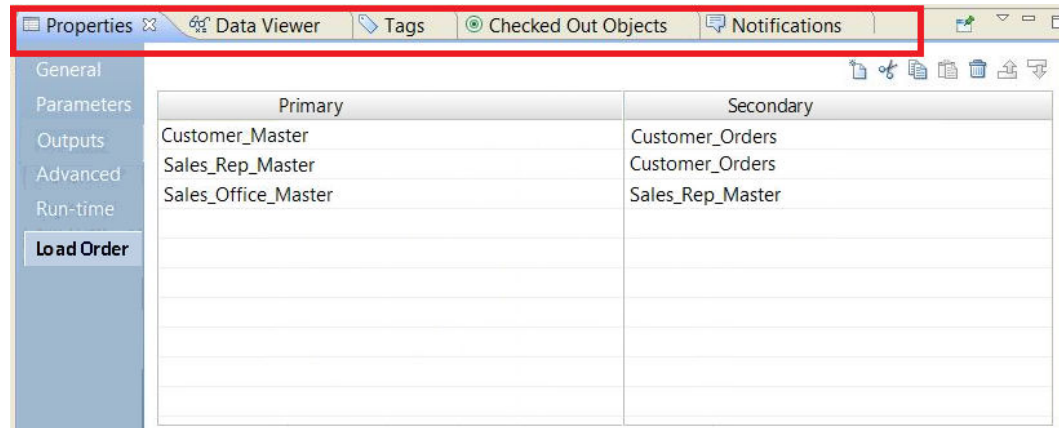 Properties Data Viewer Tags Checked Out Objects Notifications
General
Parameters
Outputs
Advanced
Run-time
Load Order
Primary Secondary
Customer_Master Customer_Orders
Sales_Rep_Master Customer_Orders
Sales_Office_Master Sales_Rep_Master